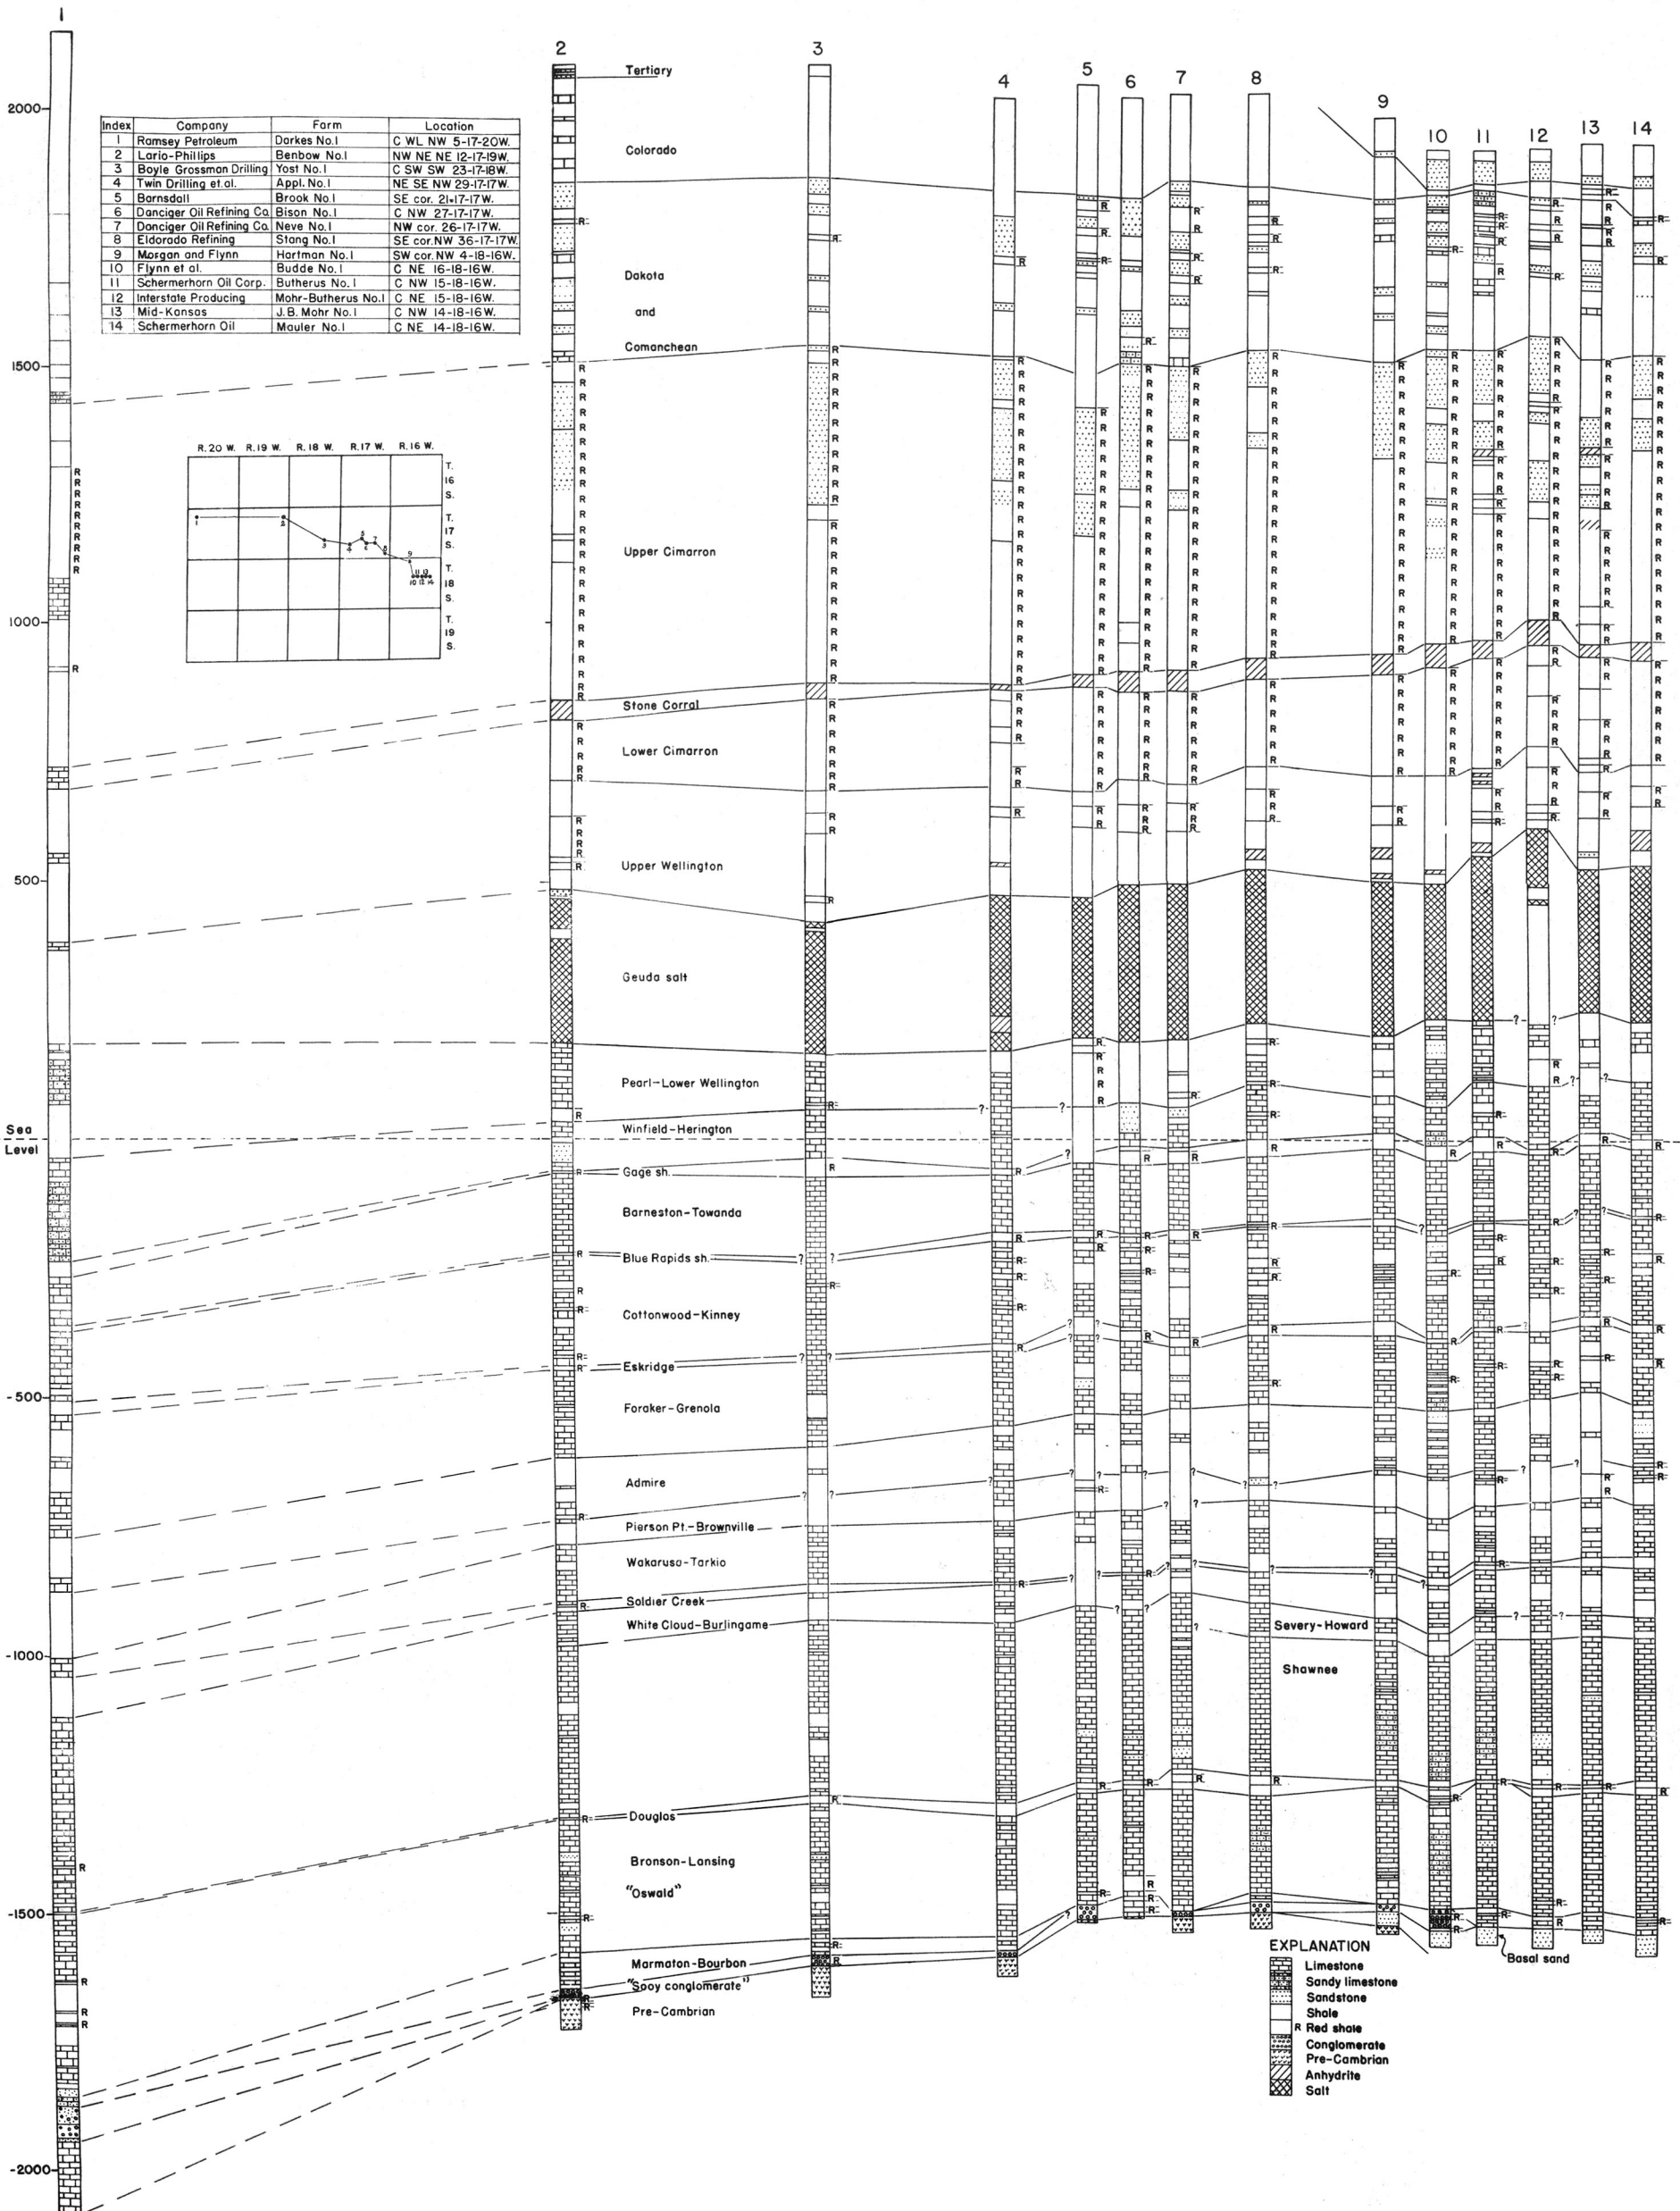 1
2
3
4
5
6
7
8
9
10
11
12
13
14
2000
1500
1000
500
Sea
Level
-500
-1000
-1500
-2000
Index Company Farm Location
1 Ramsey Petroleum Darkes No.1 C WL NW 5-17-20W.
2 Lario-Phillips Benbow No.1 NW NE NE 12-17-19W.
3 Boyle Grossman Drilling Yost No.1 C SW SW 23-17-18W.
4 Twin Drilling et.al. Appl. No.1 NE SE NW 29-17-17W.
5 Barnsdall Brook No.1 SE cor. 21-17-17W.
6 Danciger Oil Refining Co. Bison No.1 C NW 27-17-17W.
7 Danciger Oil Refining Co. Neve No.1 NW cor. 26-17-17W.
8 Eldorado Refining Stang No.1 SE cor. NW 36-17-17W.
9 Morgan and Flynn Hartman No.1 SW cor. NW 4-18-16W.
10 Flynn et al. Budde No.1 C NE 16-18-16W.
11 Schermerhorn Oil Corp. Butherus No.1 C NW 15-18-16W.
12 Interstate Producing Mohr-Butherus No.1 C NE 15-18-16W.
13 Mid-Kansas J.B. Mohr No.1 C NW 14-18-16W.
14 Schermerhorn Oil Mauler No.1 C NE 14-18-16W.
R.20 W. R.19 W. R.18 W. R.17 W. R.16 W.
T.
16
S.
T.
17
S.
T.
18
S.
T.
19
S.
1 2 3 4 5 6 7 8 9
11 13
10 12 14
Tertiary
Colorado
Dakota
and
Comanchean
Upper Cimarron
Stone Corral
Lower Cimarron
Upper Wellington
Geuda salt
Pearl-Lower Wellington
Winfield-Herington
Gage sh.
Barneston-Towanda
Blue Rapids sh.
Cottonwood-Kinney
Eskridge
Foraker-Grenola
Admire
Pierson Pt.-Brownville
Wakarusa-Tarkio
Soldier Creek
White Cloud-Burlingame
Severy-Howard
Shawnee
Douglas
Bronson-Lansing
"Oswald"
Marmaton-Bourbon
"Sooy conglomerate"
Pre-Cambrian
Basal sand
EXPLANATION
Limestone
Sandy limestone
Sandstone
Shale
R Red shale
Conglomerate
Pre-Cambrian
Anhydrite
Salt